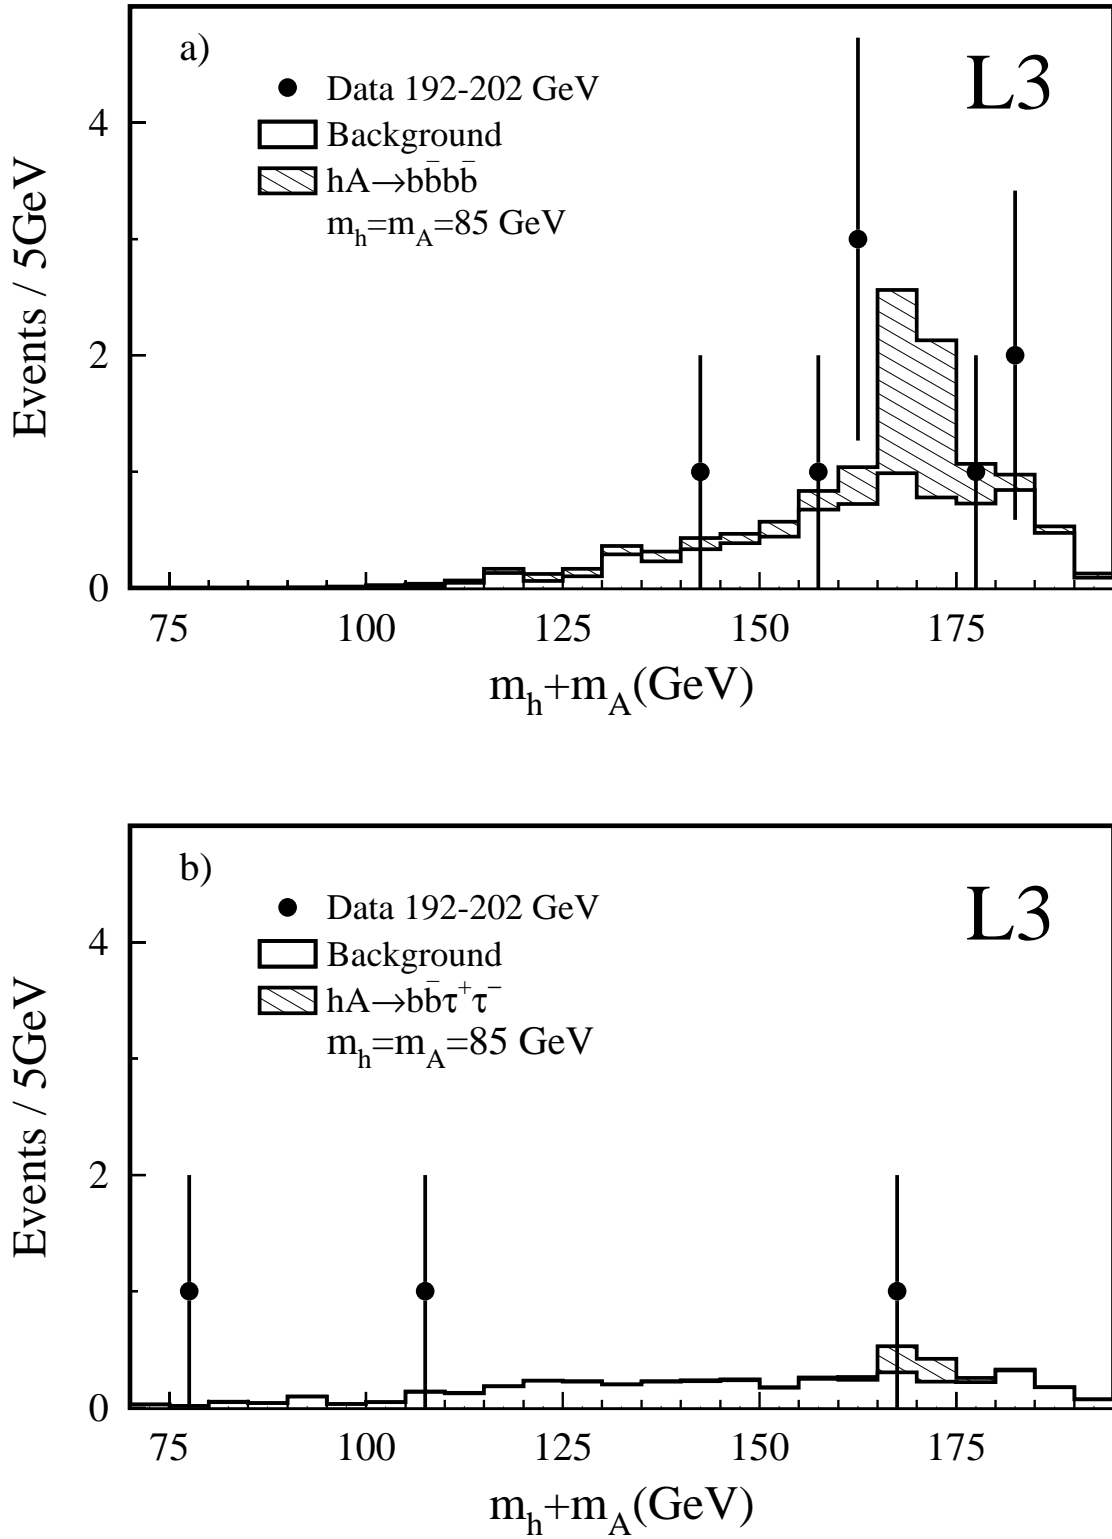 a)
L3
Data 192-202 GeV
Background
hA→bb̄bb̄
m_h=m_A=85 GeV
Events / 5GeV
4
2
0
75 100 125 150 175
m_h+m_A(GeV)
b)
L3
Data 192-202 GeV
Background
hA→bb̄τ⁺τ⁻
m_h=m_A=85 GeV
Events / 5GeV
4
2
0
75 100 125 150 175
m_h+m_A(GeV)